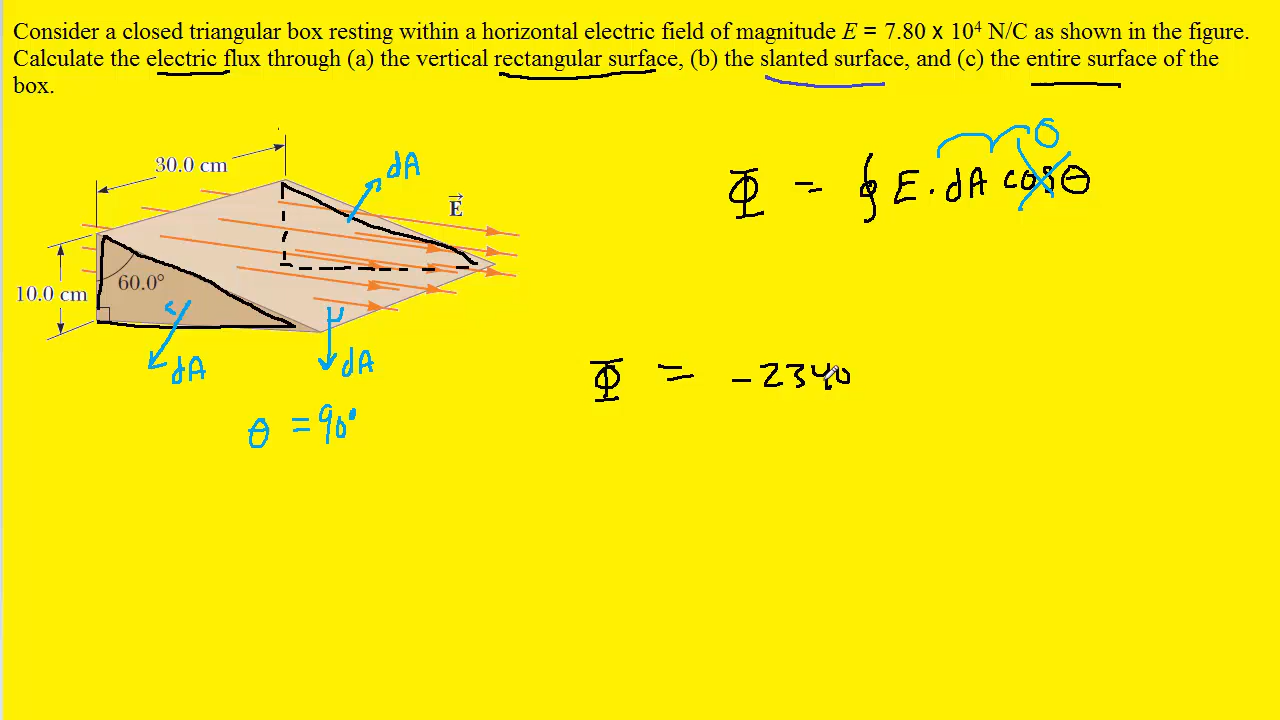 Consider a closed triangular box resting within a horizontal electric field of magnitude E = 7.80 x 10⁴ N/C as shown in the figure.
Calculate the electric flux through (a) the vertical rectangular surface, (b) the slanted surface, and (c) the entire surface of the
box.
30.0 cm
dA
E⃗
Φ = ∮ E . dA cosθ
0
60.0°
10.0 cm
dA
dA
Φ = -2340
θ = 90°